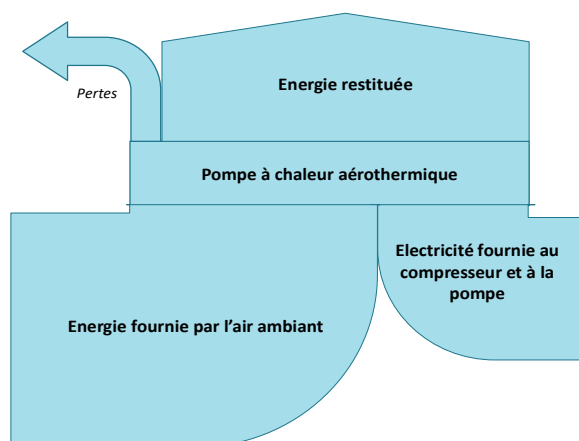 Energie restituée
Pertes
Pompe à chaleur aérothermique
Electricité fournie au
compresseur et à la
pompe
Energie fournie par l'air ambiant